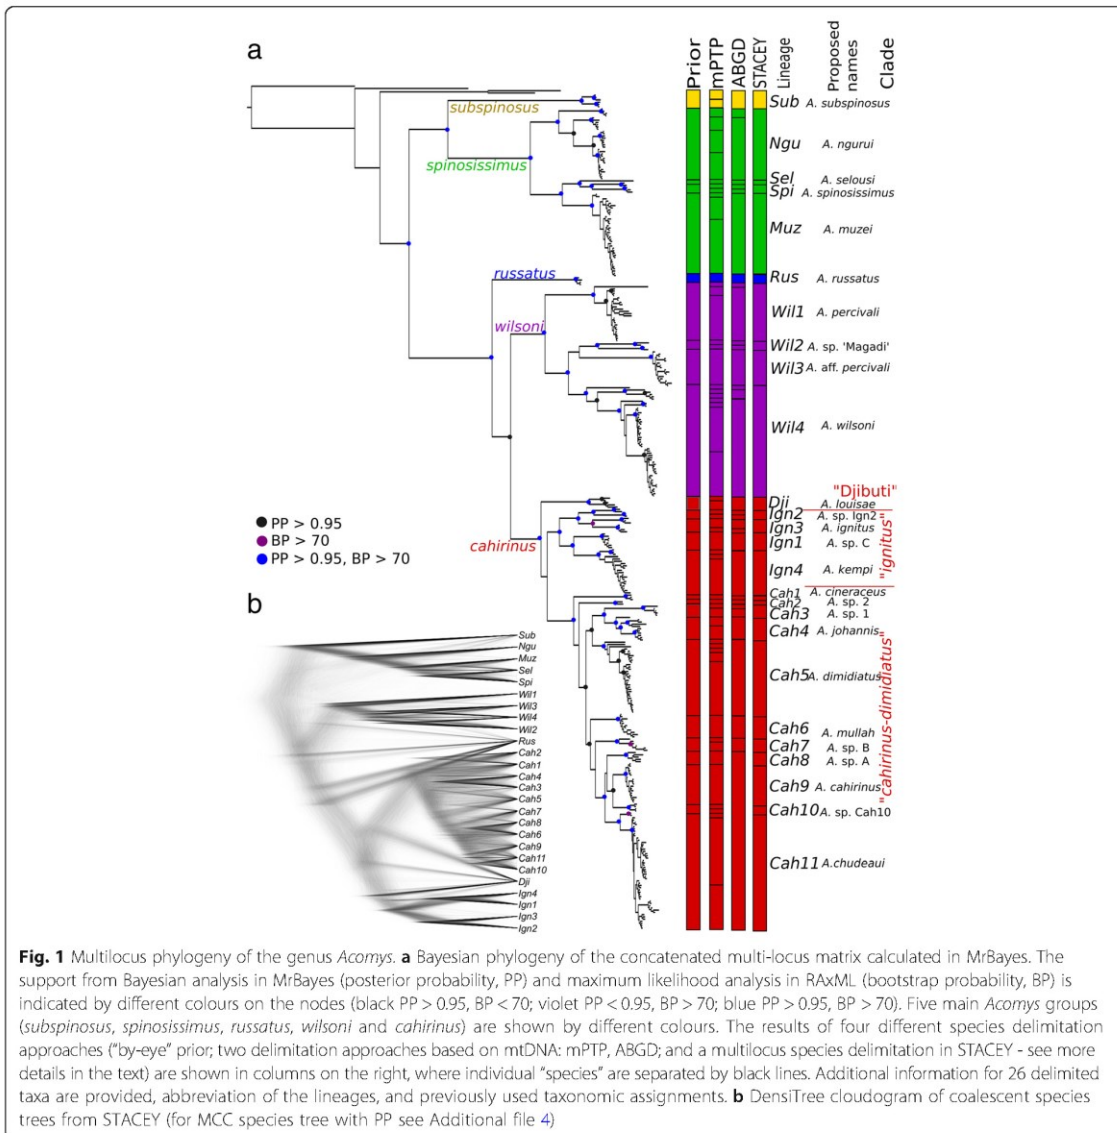 a
Prior
mPTP
ABGD
STACEY
Lineage
Proposed
names
Clade
subspinosus
Sub A. subspinosus
spinosissimus
Ngu A. ngurui
Sel A. selousi
Spi A. spinosissimus
Muz A. muzei
russatus
Rus A. russatus
wilsoni
Wil1 A. percivali
Wil2 A. sp. 'Magadi'
Wil3 A. aff. percivali
Wil4 A. wilsoni
"Djibuti"
Dji A. louisae
Ign2 A. sp. Ign2
Ign3 A. ignitus
Ign1 A. sp. C
Ign4 A. kempi
"ignitus"
cahirinus
PP > 0.95
BP > 70
PP > 0.95, BP > 70
Cah1 A. cineraceus
Cah2 A. sp. 2
Cah3 A. sp. 1
Cah4 A. johannis
Cah5 A. dimidiatus
Cah6 A. mullah
Cah7 A. sp. B
Cah8 A. sp. A
Cah9 A. cahirinus
Cah10 A. sp. Cah10
Cah11 A.chudeaui
"cahirinus-dimidiatus"
b
Sub
Ngu
Muz
Sel
Spi
Wil1
Wil3
Wil4
Wil2
Rus
Cah2
Cah1
Cah4
Cah3
Cah5
Cah7
Cah8
Cah6
Cah9
Cah11
Cah10
Dji
Ign4
Ign1
Ign3
Ign2
Fig. 1 Multilocus phylogeny of the genus Acomys. a Bayesian phylogeny of the concatenated multi-locus matrix calculated in MrBayes. The
support from Bayesian analysis in MrBayes (posterior probability, PP) and maximum likelihood analysis in RAxML (bootstrap probability, BP) is
indicated by different colours on the nodes (black PP > 0.95, BP < 70; violet PP < 0.95, BP > 70; blue PP > 0.95, BP > 70). Five main Acomys groups
(subspinosus, spinosissimus, russatus, wilsoni and cahirinus) are shown by different colours. The results of four different species delimitation
approaches ("by-eye" prior; two delimitation approaches based on mtDNA: mPTP, ABGD; and a multilocus species delimitation in STACEY - see more
details in the text) are shown in columns on the right, where individual "species" are separated by black lines. Additional information for 26 delimited
taxa are provided, abbreviation of the lineages, and previously used taxonomic assignments. b DensiTree cloudogram of coalescent species
trees from STACEY (for MCC species tree with PP see Additional file 4)